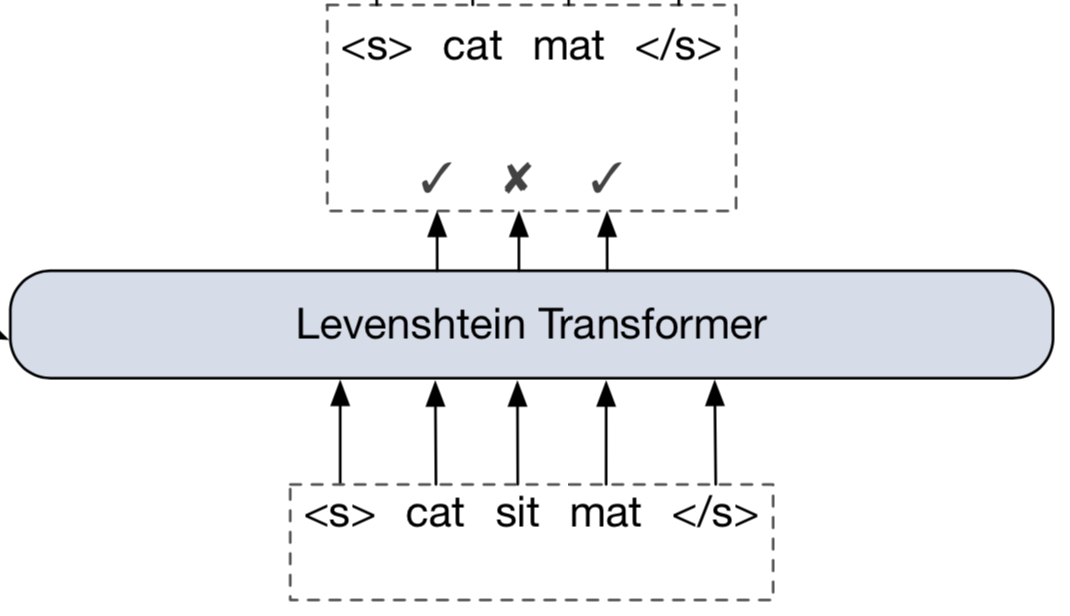 <s> cat mat </s>
✓ ✘ ✓
Levenshtein Transformer
<s> cat sit mat </s>